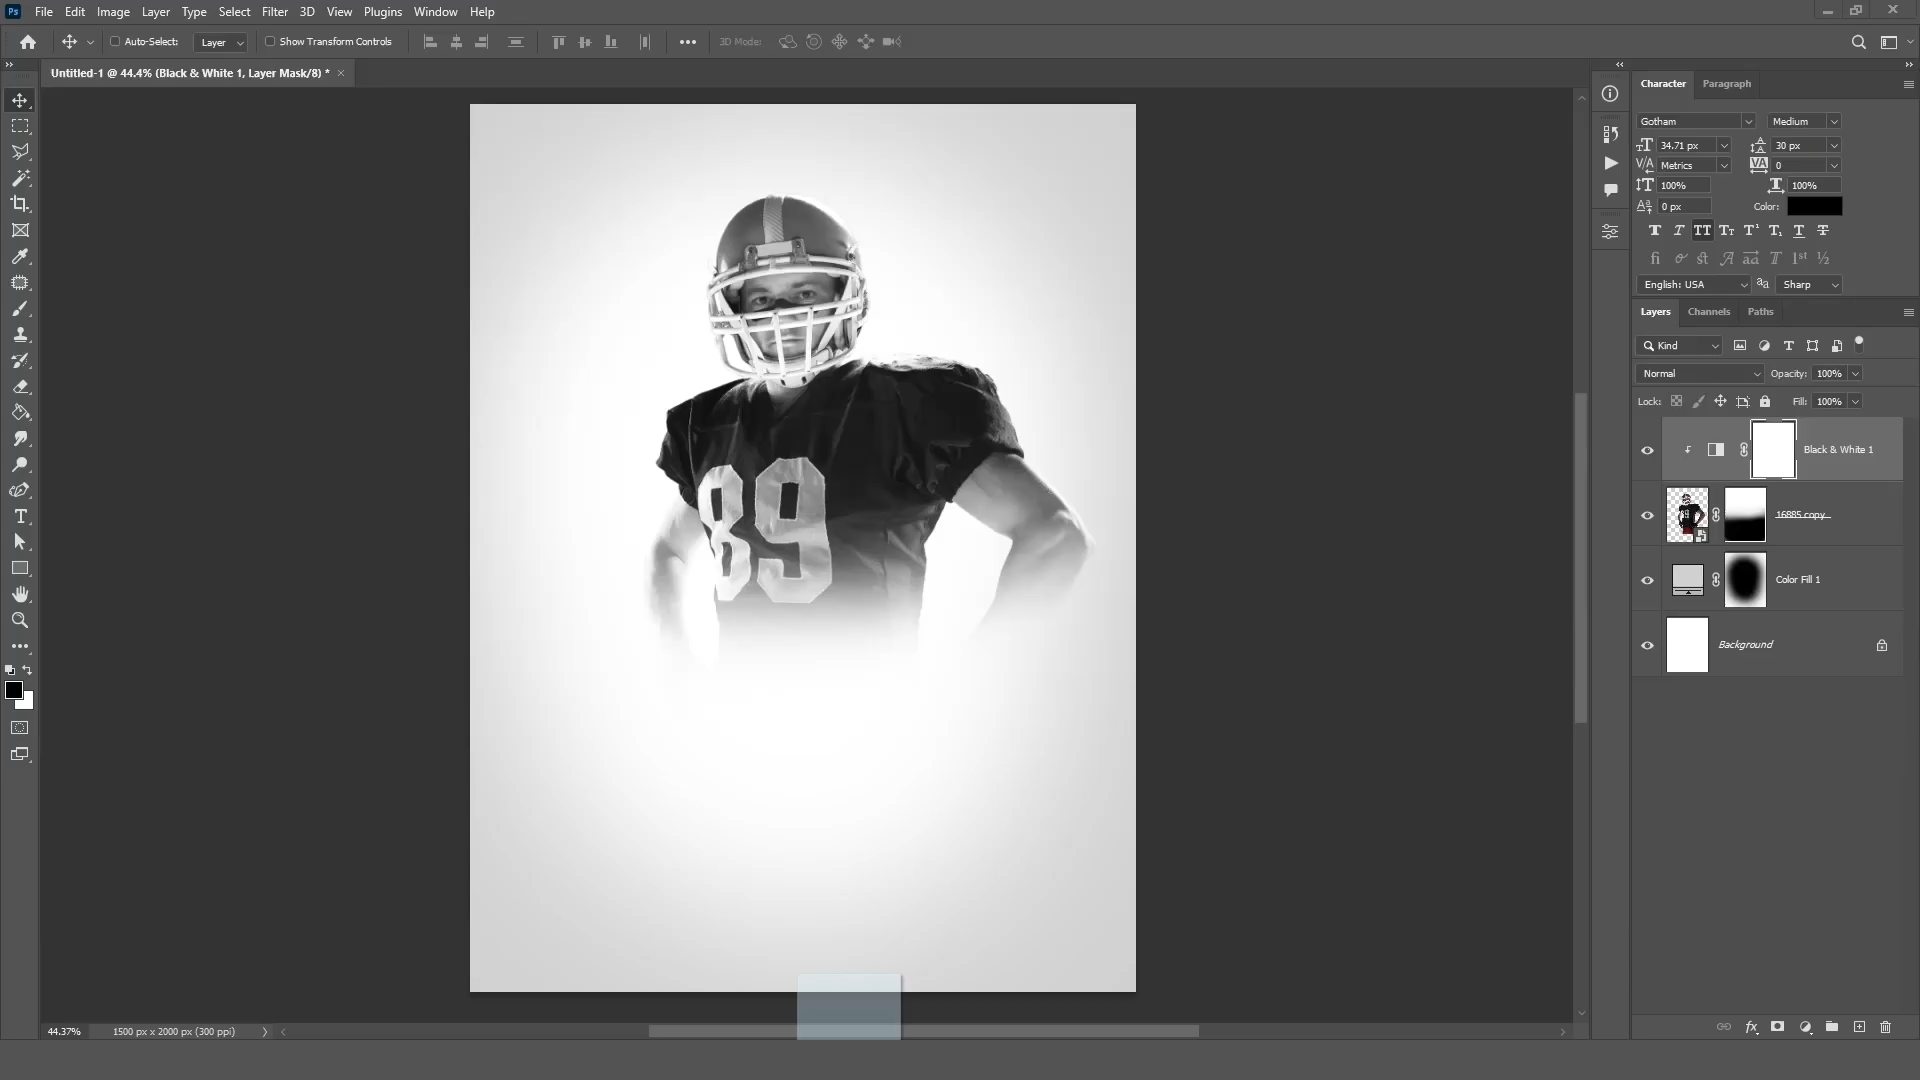 Ps File Edit Image Layer Type Select Filter 3D View Plugins Window Help
Auto-Select: Layer Show Transform Controls 3D Mode:
Untitled-1 @ 44.4% (Black & White 1, Layer Mask/8) *
Character Paragraph
Gotham Medium
34.71 px 30 px
Metrics 0
100% 100%
0 px Color:
English: USA Sharp
Layers Channels Paths
Kind
Normal Opacity: 100%
Lock: Fill: 100%
Black & White 1
16885 copy
Color Fill 1
Background
89
44.37% 1500 px x 2000 px (300 ppi)